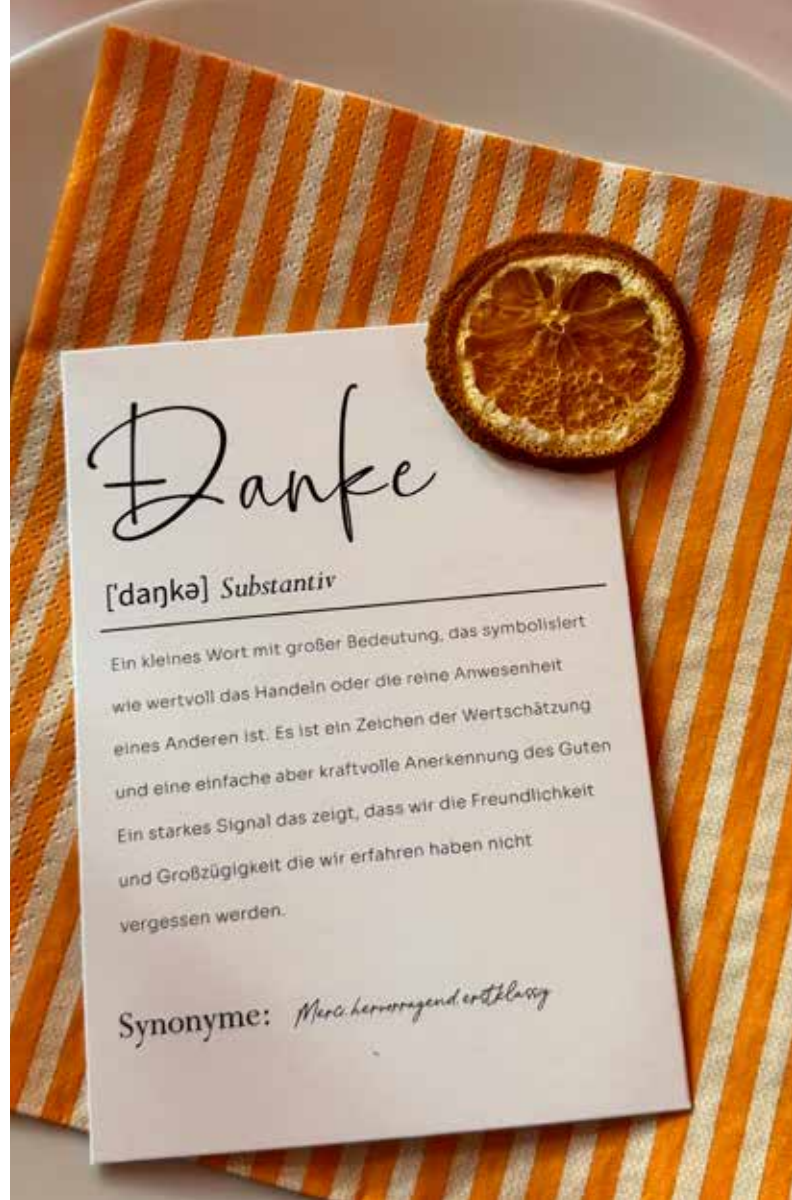 Danke
['daŋkə] Substantiv
Ein kleines Wort mit großer Bedeutung, das symbolisiert
wie wertvoll das Handeln oder die reine Anwesenheit
eines Anderen ist. Es ist ein Zeichen der Wertschätzung
und eine einfache aber kraftvolle Anerkennung des Guten
Ein starkes Signal das zeigt, dass wir die Freundlichkeit
und Großzügigkeit die wir erfahren haben nicht
vergessen werden.
Synonyme: Merci, hervorragend, erstklassig